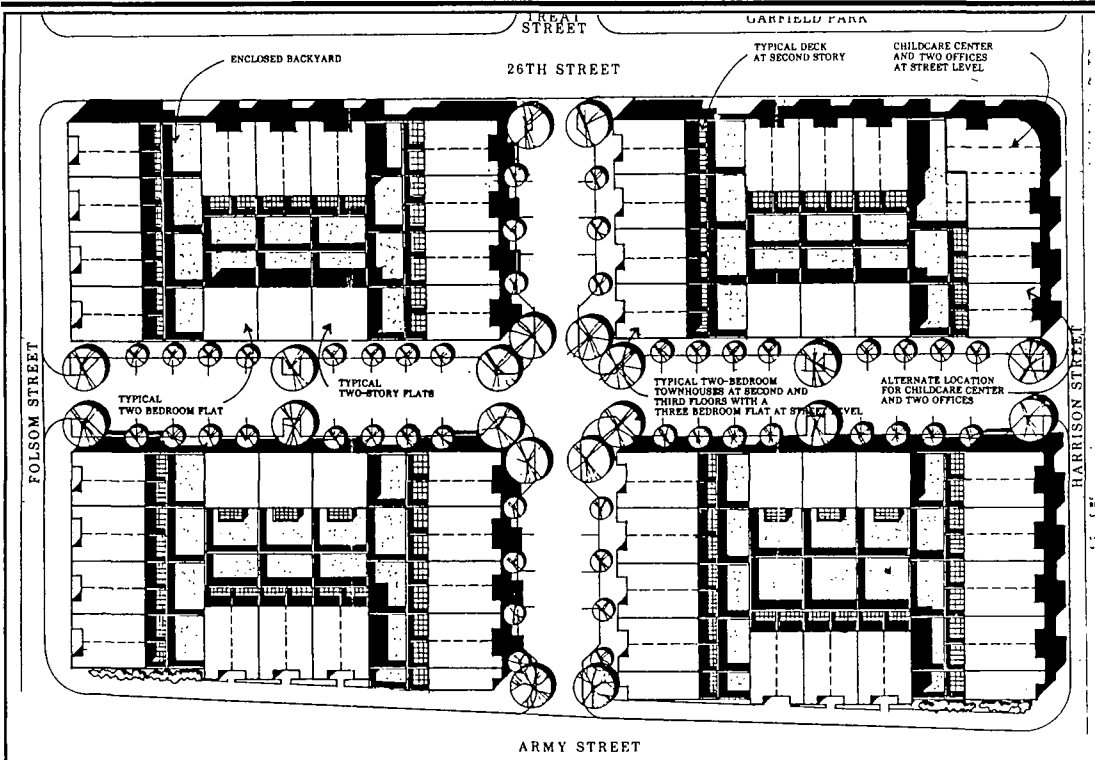 TREAT
STREET
GARFIELD PARK
ENCLOSED BACKYARD
26TH STREET
TYPICAL DECK
AT SECOND STORY
CHILDCARE CENTER
AND TWO OFFICES
AT STREET LEVEL
FOLSOM STREET
TYPICAL
TWO BEDROOM FLAT
TYPICAL
TWO-STORY FLATS
TYPICAL TWO-BEDROOM
TOWNHOUSES AT SECOND AND
THIRD FLOORS WITH A
THREE BEDROOM FLAT AT STREET LEVEL
ALTERNATE LOCATION
FOR CHILDCARE CENTER
AND TWO OFFICES
HARRISON STREET
ARMY STREET